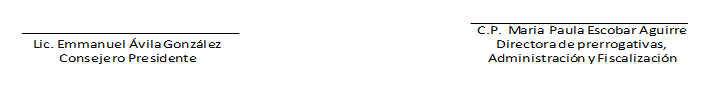 Lic. Emmanuel Ávila González
Consejero Presidente
C.P. Maria Paula Escobar Aguirre
Directora de prerrogativas,
Administración y Fiscalización